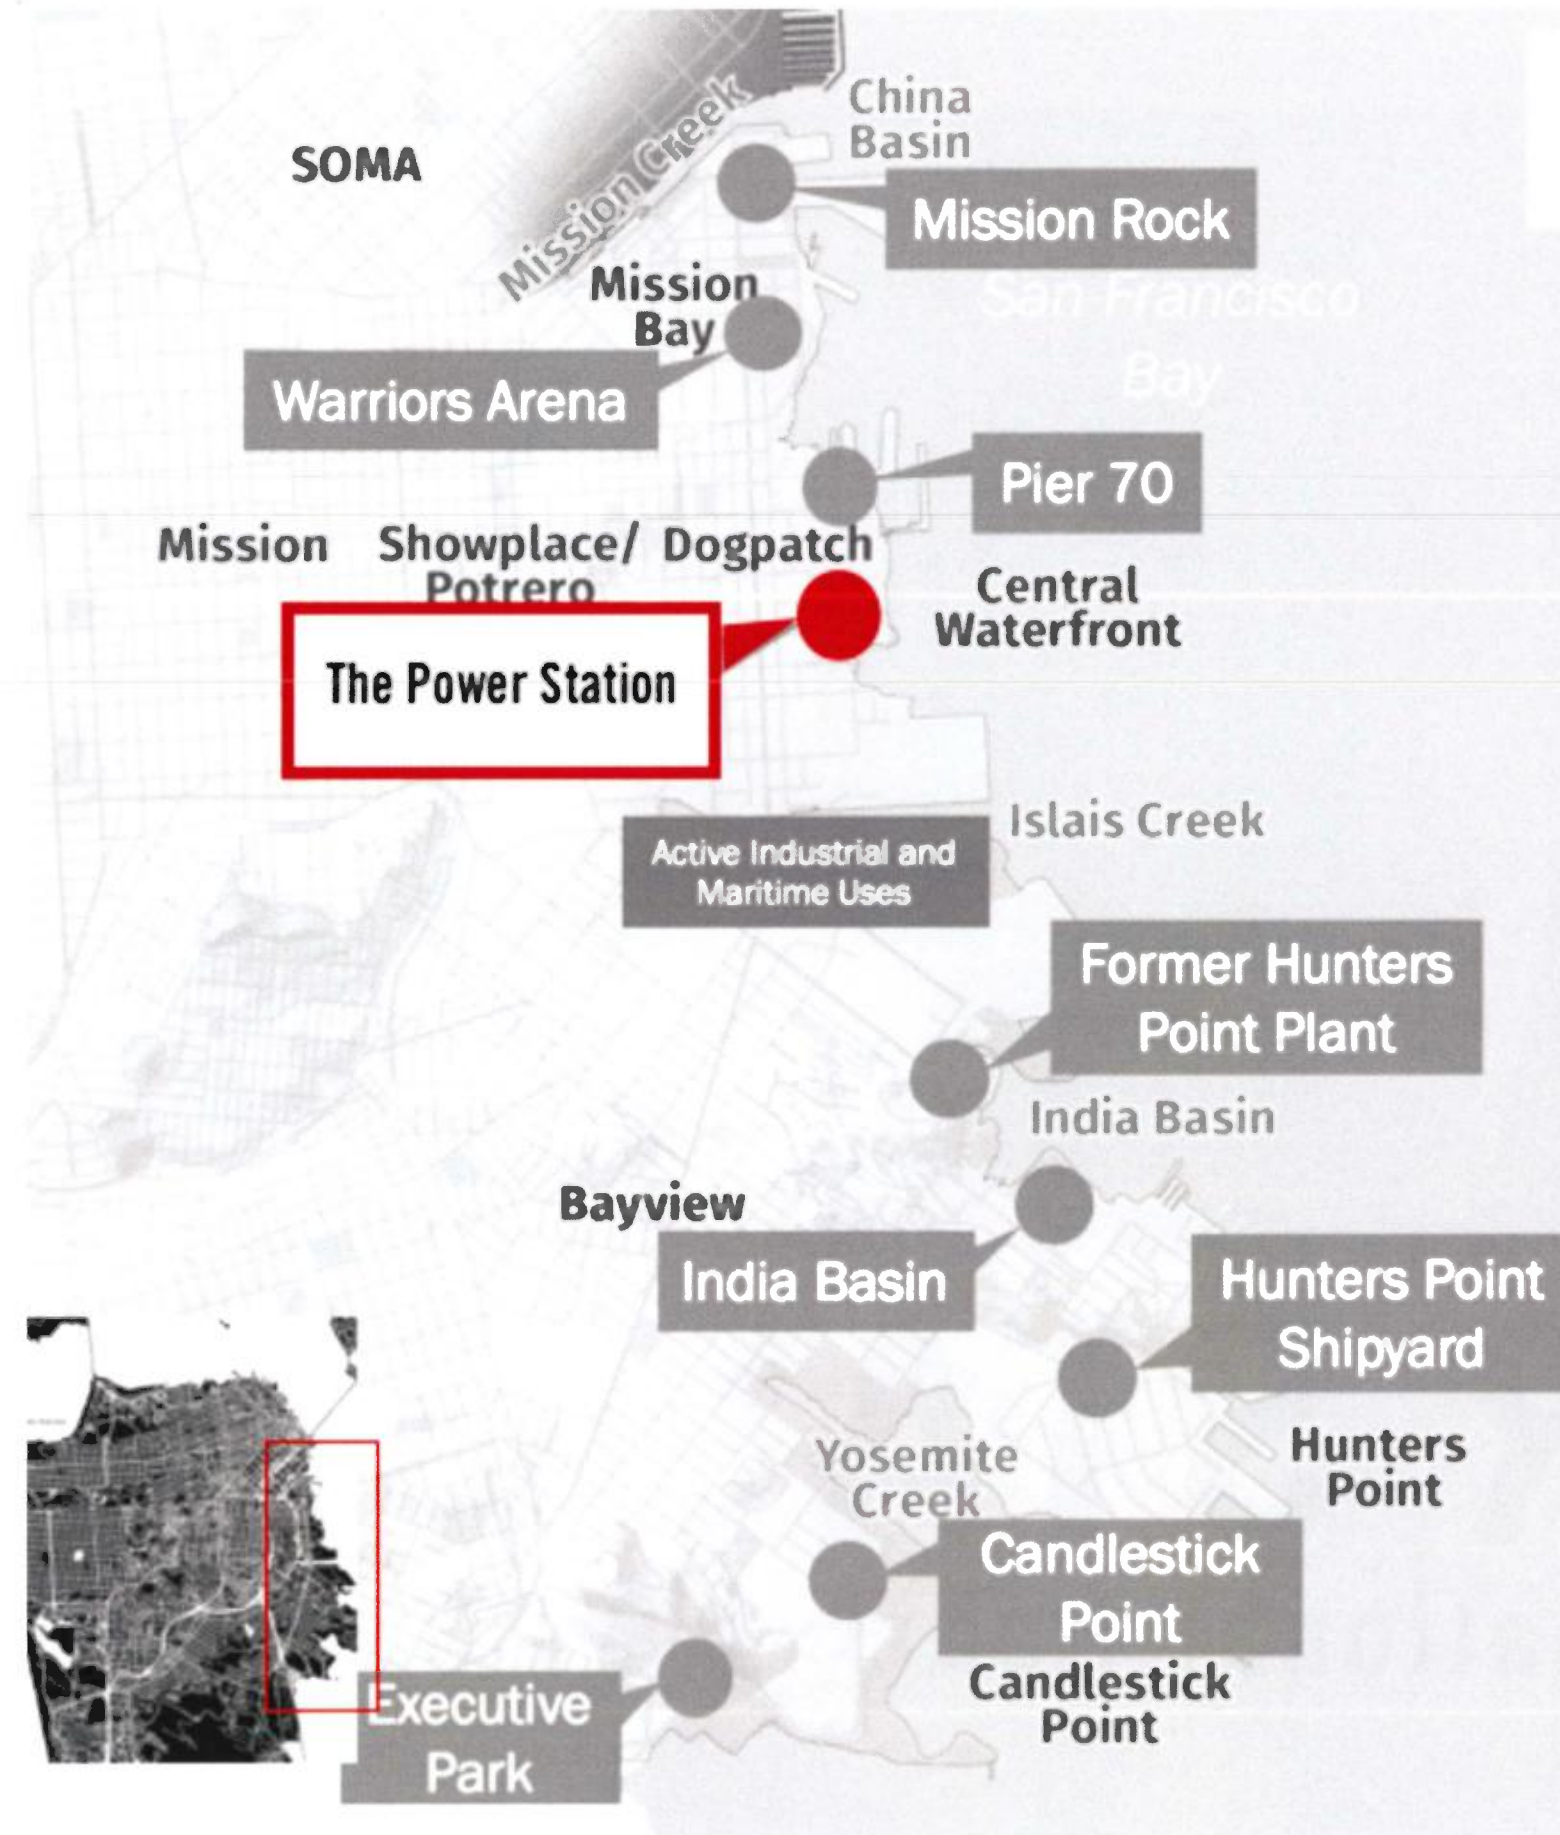 China
Basin
SOMA
Mission Creek
Mission Rock
Mission
Bay
San Francisco
Bay
Warriors Arena
Pier 70
Mission
Showplace/
Potrero
Dogpatch
Central
Waterfront
The Power Station
Islais Creek
Active Industrial and
Maritime Uses
Former Hunters
Point Plant
India Basin
Bayview
India Basin
Hunters Point
Shipyard
Hunters
Point
Yosemite
Creek
Candlestick
Point
Candlestick
Point
Executive
Park